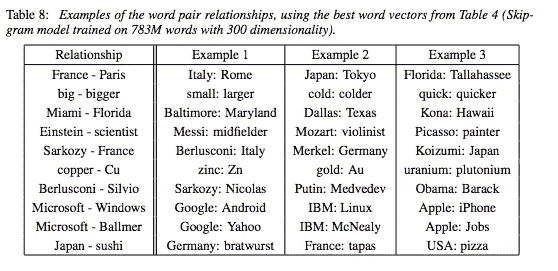 Table 8: Examples of the word pair relationships, using the best word vectors from Table 4 (Skip-
gram model trained on 783M words with 300 dimensionality).
Relationship Example 1 Example 2 Example 3
France - Paris Italy: Rome Japan: Tokyo Florida: Tallahassee
big - bigger small: larger cold: colder quick: quicker
Miami - Florida Baltimore: Maryland Dallas: Texas Kona: Hawaii
Einstein - scientist Messi: midfielder Mozart: violinist Picasso: painter
Sarkozy - France Berlusconi: Italy Merkel: Germany Koizumi: Japan
copper - Cu zinc: Zn gold: Au uranium: plutonium
Berlusconi - Silvio Sarkozy: Nicolas Putin: Medvedev Obama: Barack
Microsoft - Windows Google: Android IBM: Linux Apple: iPhone
Microsoft - Ballmer Google: Yahoo IBM: McNealy Apple: Jobs
Japan - sushi Germany: bratwurst France: tapas USA: pizza